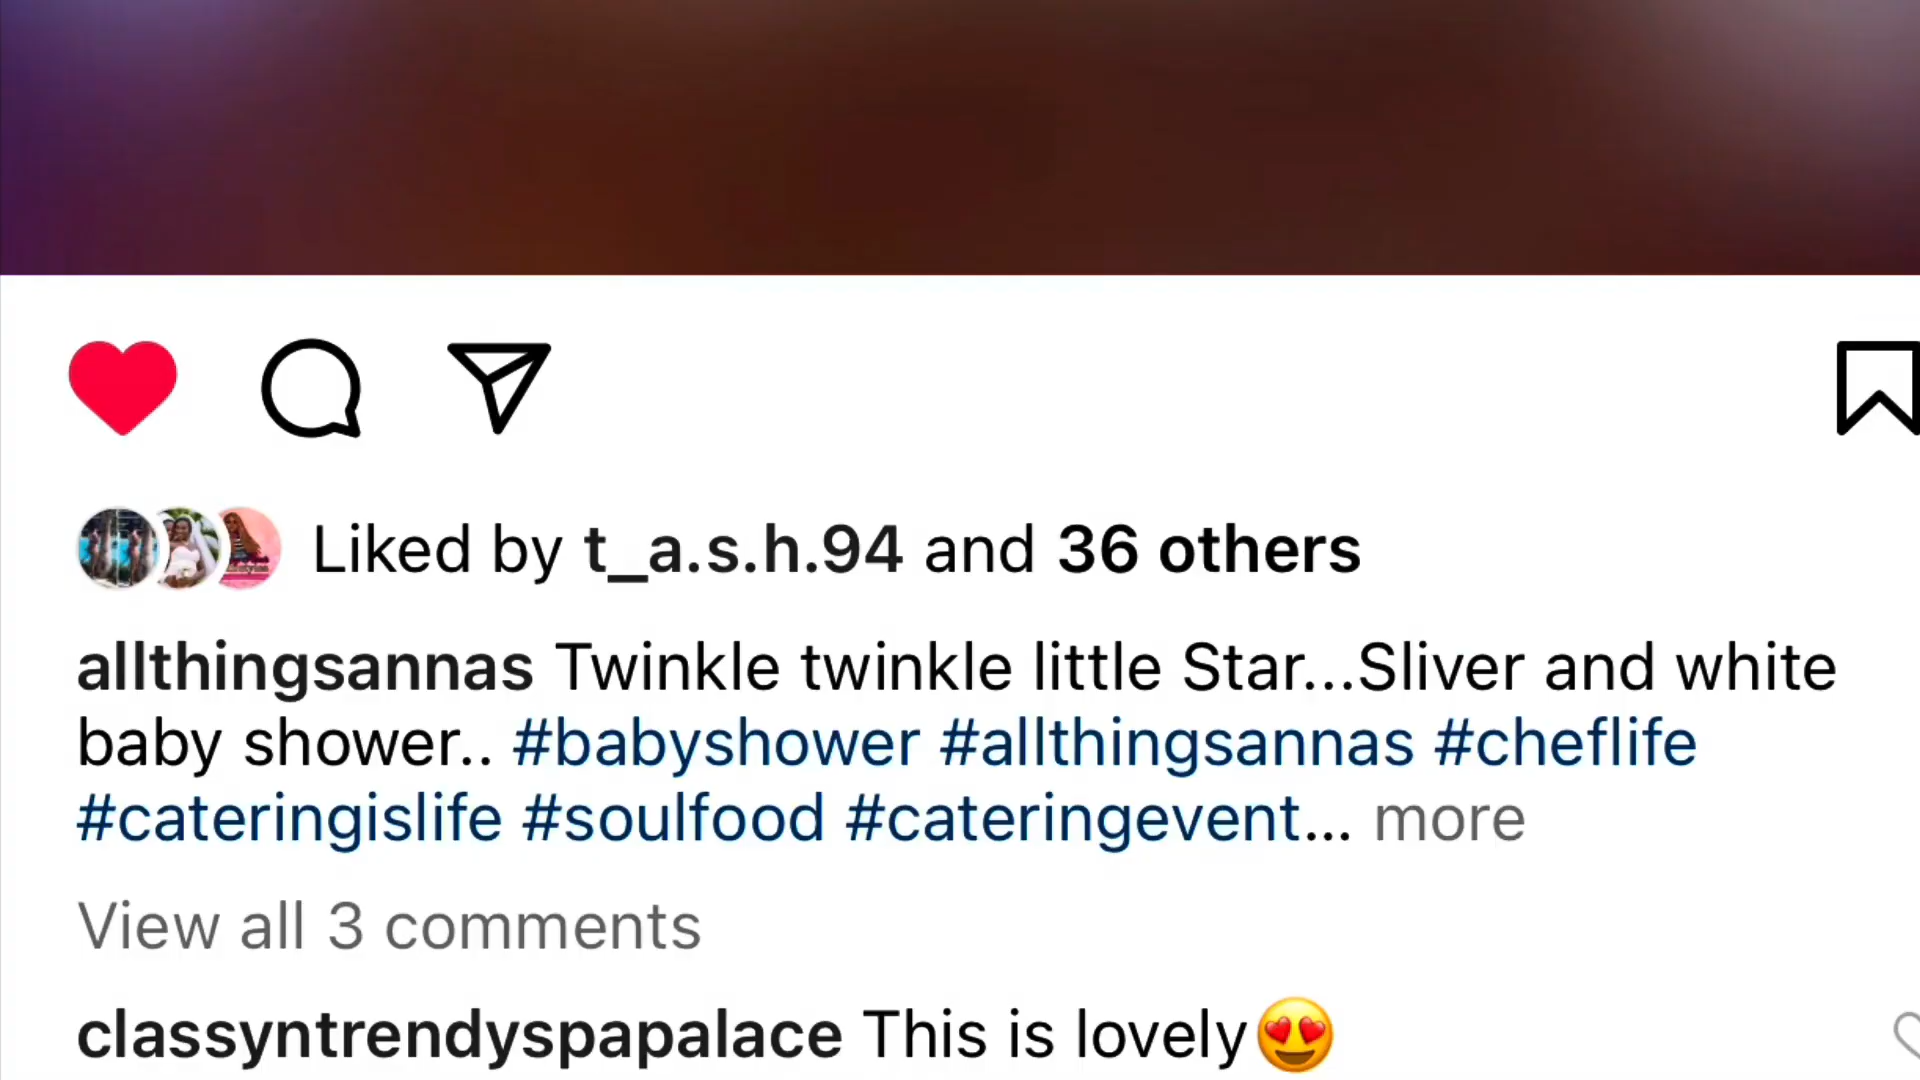 Liked by t_a.s.h.94 and 36 others
allthingsannas Twinkle twinkle little Star...Sliver and white
baby shower.. #babyshower #allthingsannas #cheflife
#cateringislife #soulfood #cateringevent... more
View all 3 comments
classyntrendyspapalace This is lovely😍